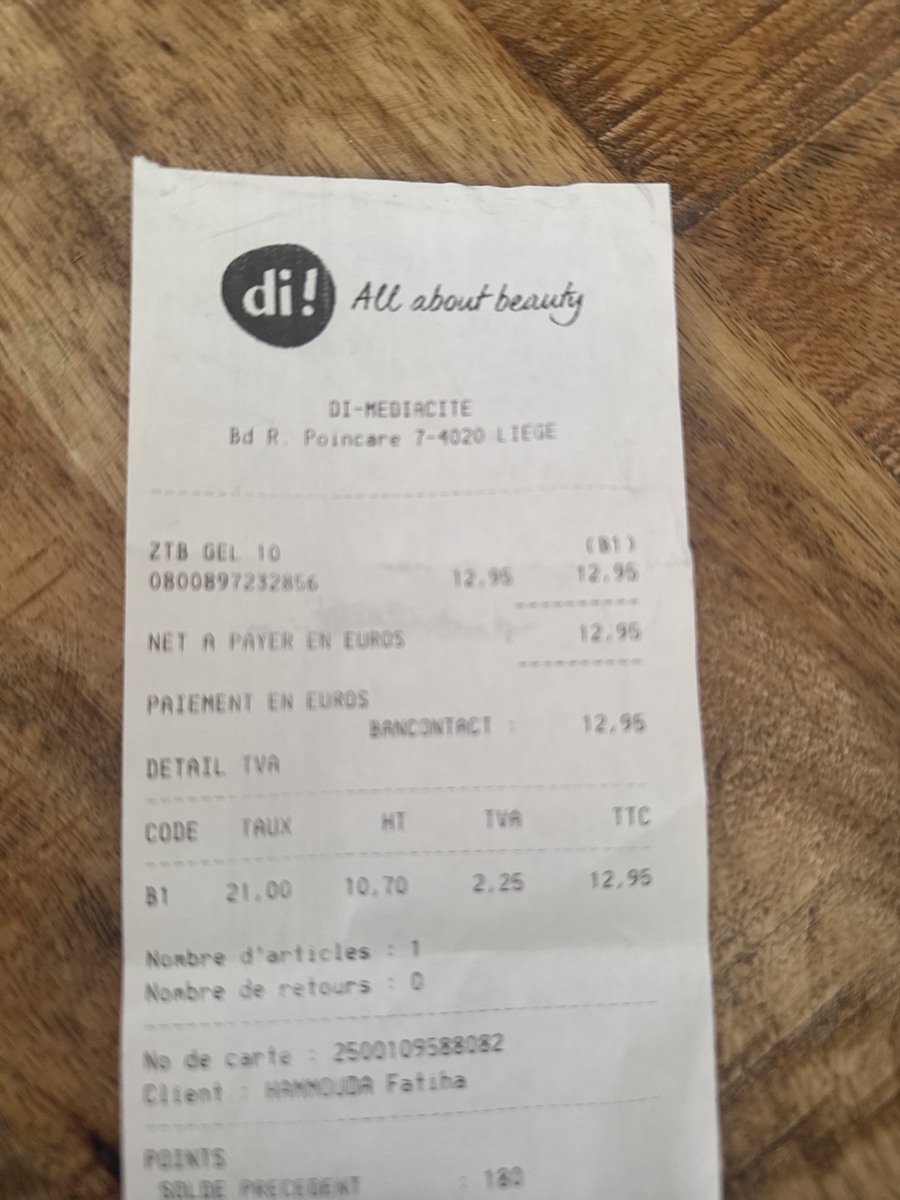 di! All about beauty
DI-MEDIACITE
Bd R. Poincare 7-4020 LIEGE
ZTB GEL 10 (B1)
0800897232856 12,95 12,95
NET A PAYER EN EUROS : 12,95
PAIEMENT EN EUROS
BANCONTACT : 12,95
DETAIL TVA
CODE TAUX HT TVA TTC
B1 21,00 10,70 2,25 12,95
Nombre d'articles : 1
Nombre de retours : 0
No de carte : 2500109588082
Client : HAMMOUDA Fatiha
POINTS
SOLDE PRECEDENT : 180